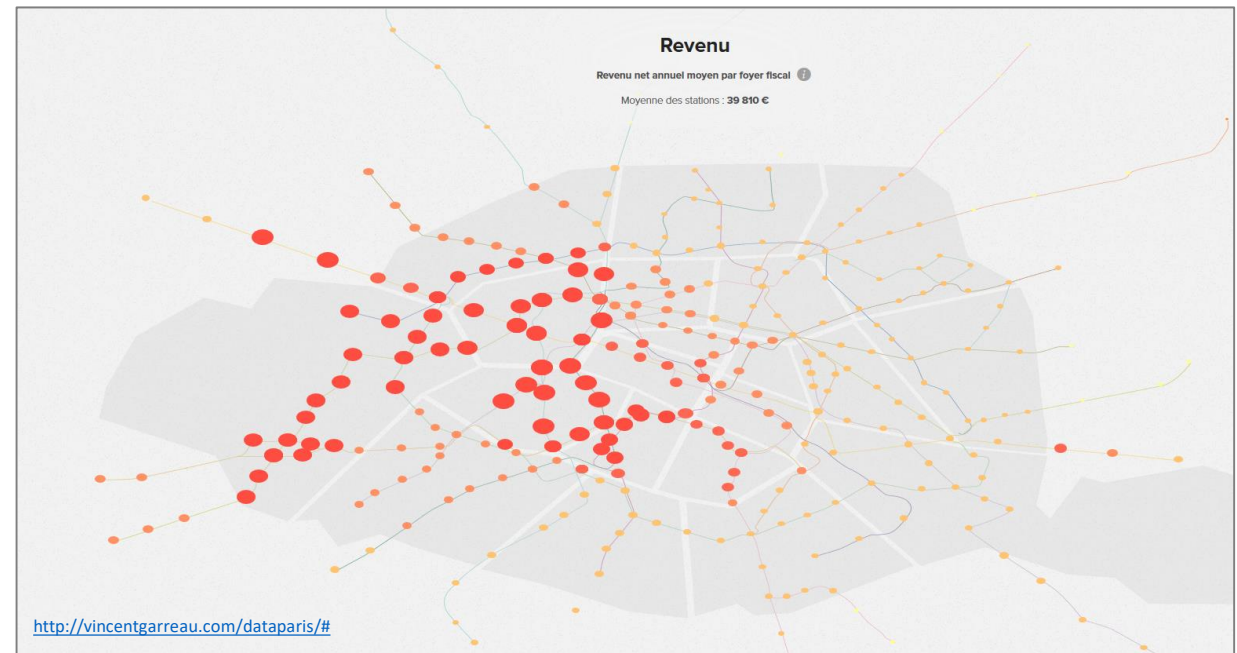 Revenu
Revenu net annuel moyen par foyer fiscal i
Moyenne des stations : 39 810 €
http://vincentgarreau.com/dataparis/#